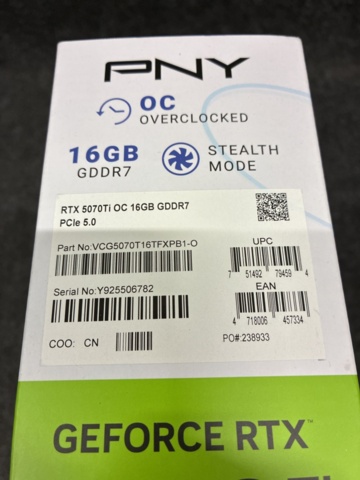 PNY
OC
OVERCLOCKED
16GB
GDDR7
STEALTH
MODE
RTX 5070Ti OC 16GB GDDR7
PCIe 5.0
Part No:VCG5070T16TFXPB1-O
UPC
7 51492 79459 4
Serial No:Y925506782
EAN
4 718006 457334
COO: CN
PO#:238933
GEFORCE RTX™